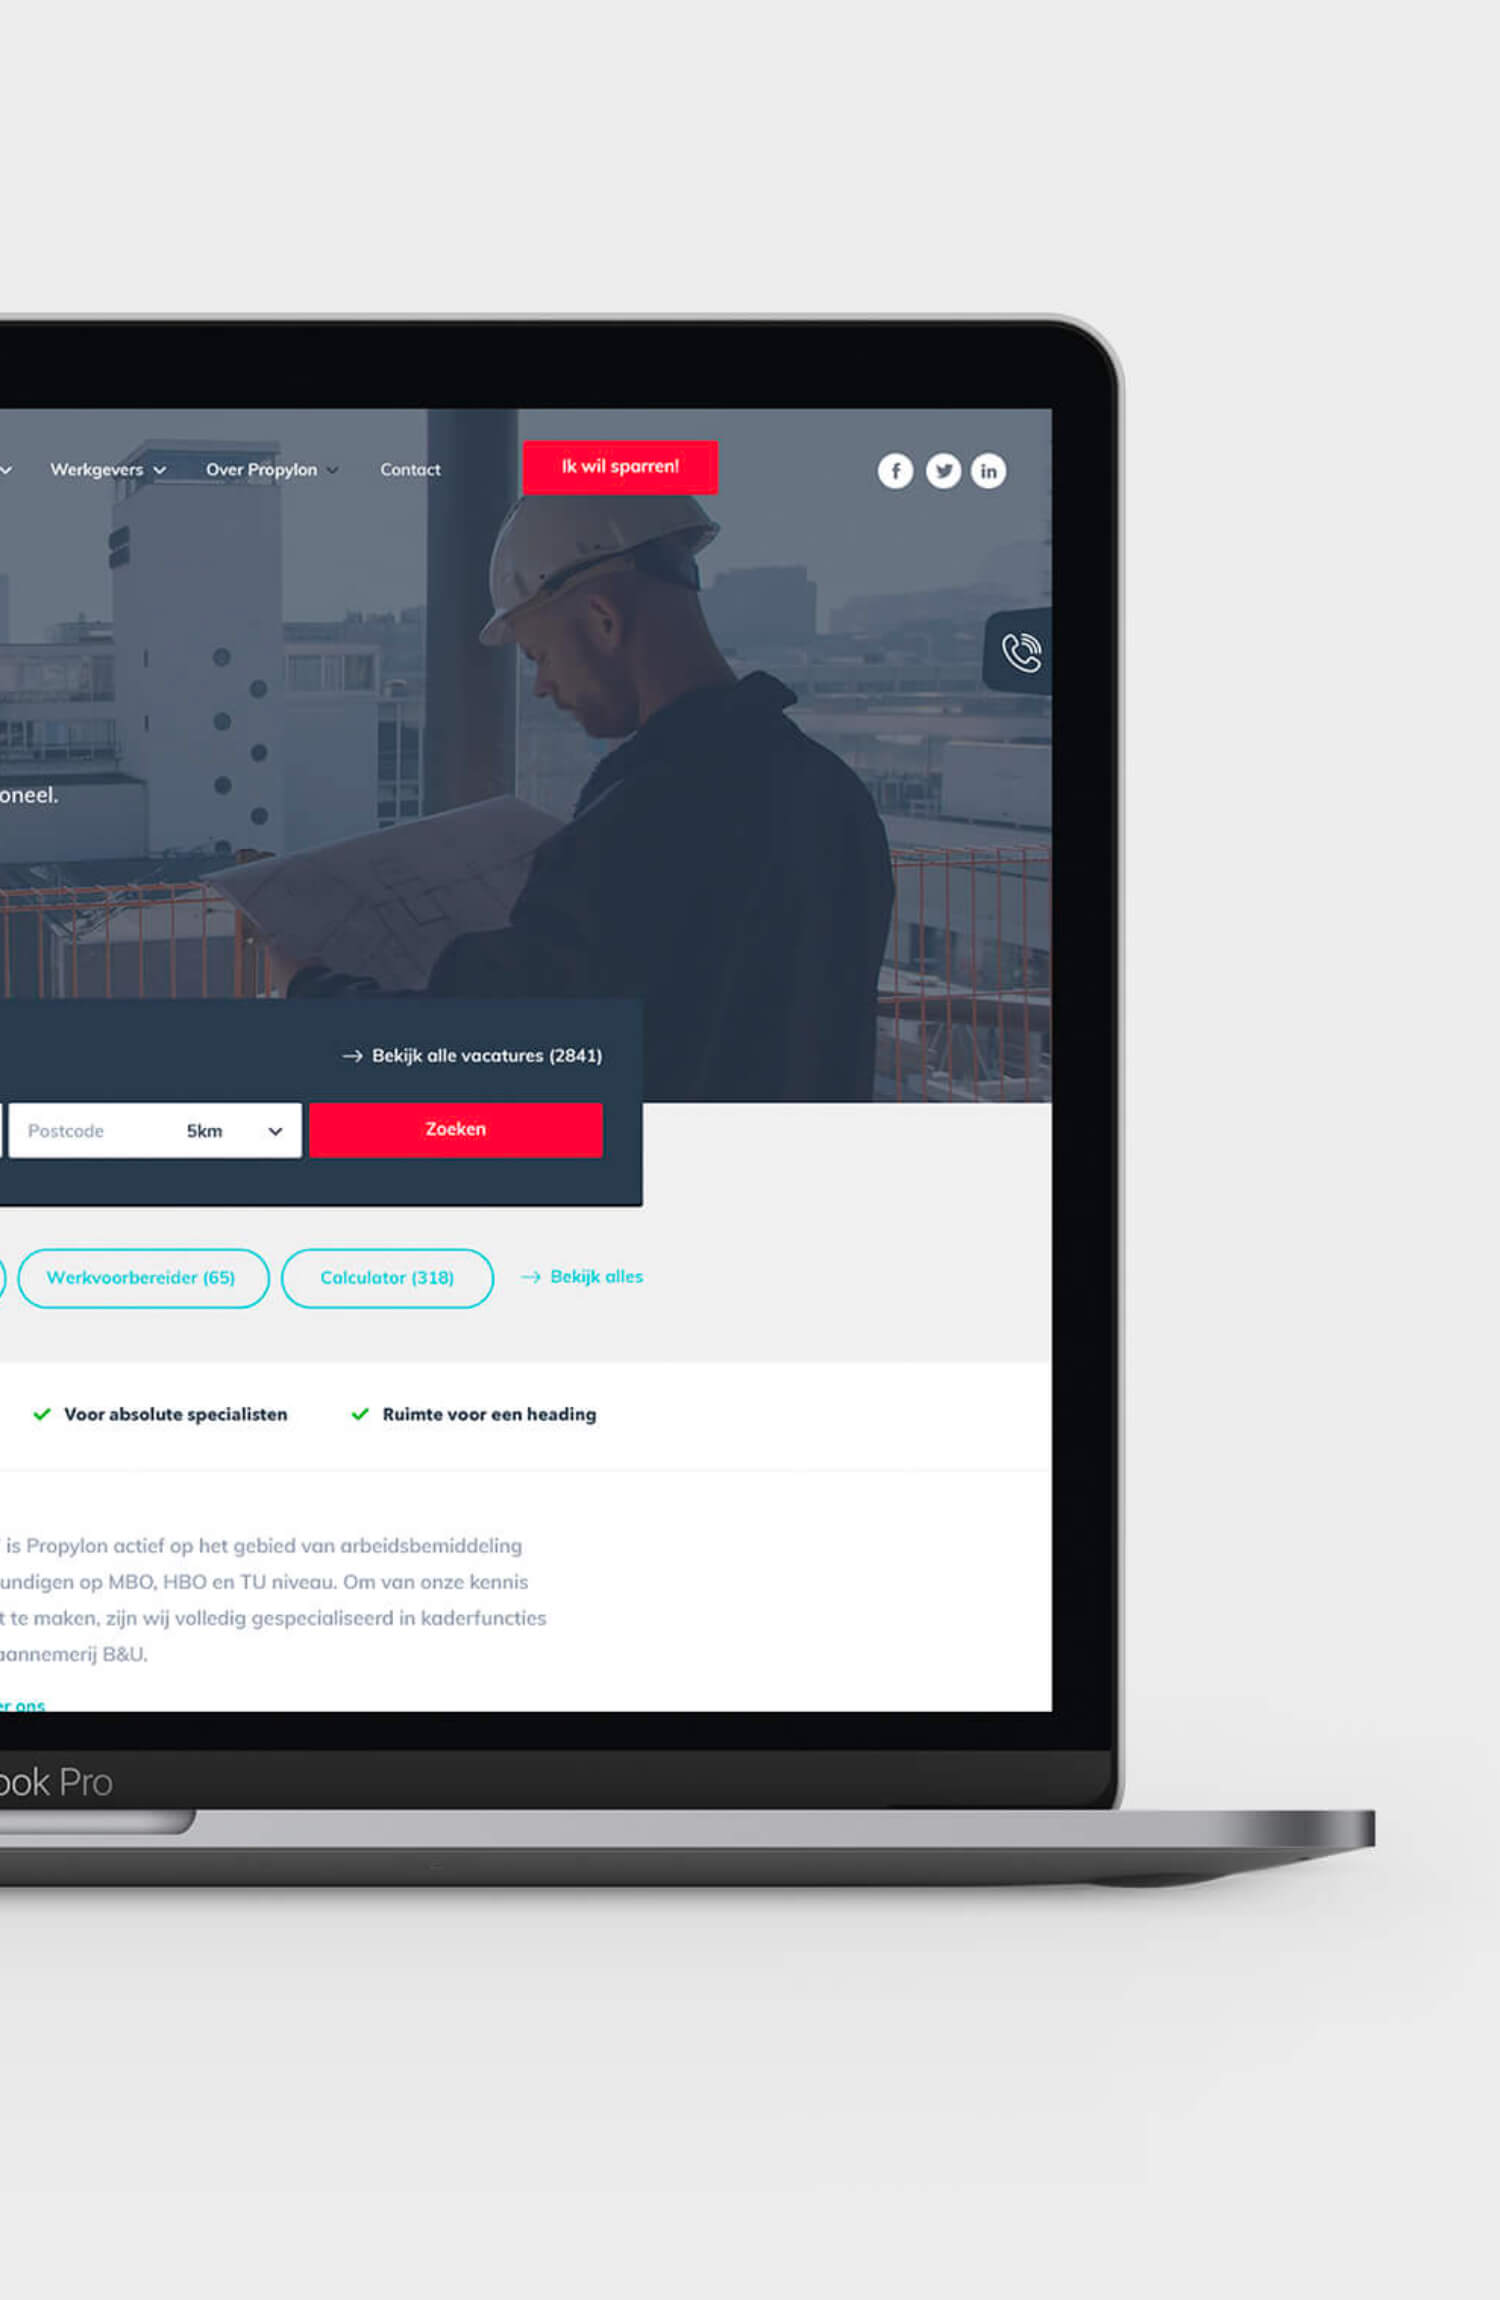 Werkgevers Over Propylon Contact Ik wil sparren!
oneel.
Bekijk alle vacatures (2841)
Postcode 5km Zoeken
Werkvoorbereider (65) Calculator (318) Bekijk alles
Voor absolute specialisten Ruimte voor een heading
is Propylon actief op het gebied van arbeidsbemiddeling
undigen op MBO, HBO en TU niveau. Om van onze kennis
t te maken, zijn wij volledig gespecialiseerd in kaderfuncties
aannemerij B&U.
er ons
ook Pro